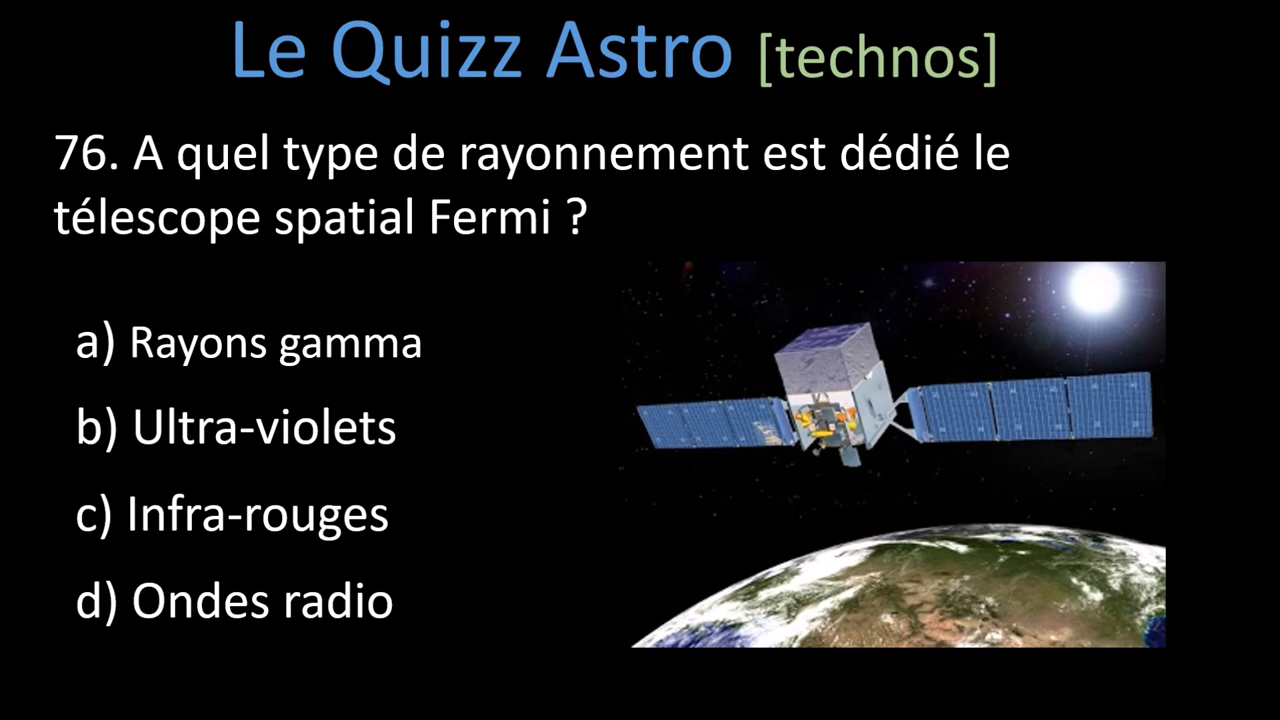 Le Quizz Astro [technos]
76. A quel type de rayonnement est dédié le
télescope spatial Fermi ?
a) Rayons gamma
b) Ultra-violets
c) Infra-rouges
d) Ondes radio